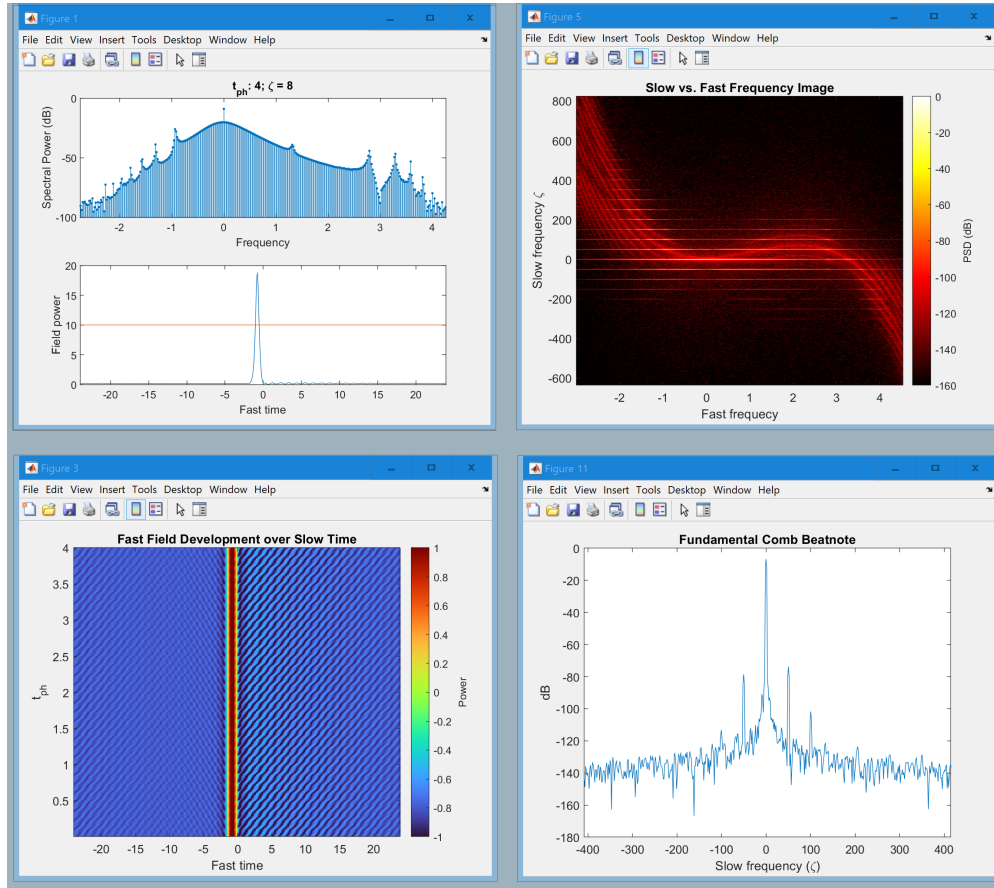 Figure 1
File Edit View Insert Tools Desktop Window Help
t_ph: 4; ζ = 8
0
-50
-100
Spectral Power (dB)
-2 -1 0 1 2 3 4
Frequency
20
15
10
5
0
Field power
-20 -15 -10 -5 0 5 10 15 20
Fast time
Figure 5
File Edit View Insert Tools Desktop Window Help
Slow vs. Fast Frequency Image
800
600
400
200
0
-200
-400
-600
Slow frequency ζ
-2 -1 0 1 2 3 4
Fast frequecy
0
-20
-40
-60
-80
-100
-120
-140
-160
PSD (dB)
Figure 3
File Edit View Insert Tools Desktop Window Help
Fast Field Development over Slow Time
4
3.5
3
2.5
2
1.5
1
0.5
t_ph
-20 -15 -10 -5 0 5 10 15 20
Fast time
1
0.8
0.6
0.4
0.2
0
-0.2
-0.4
-0.6
-0.8
-1
Power
Figure 11
File Edit View Insert Tools Desktop Window Help
Fundamental Comb Beatnote
0
-20
-40
-60
-80
-100
-120
-140
-160
-180
dB
-400 -300 -200 -100 0 100 200 300 400
Slow frequency (ζ)